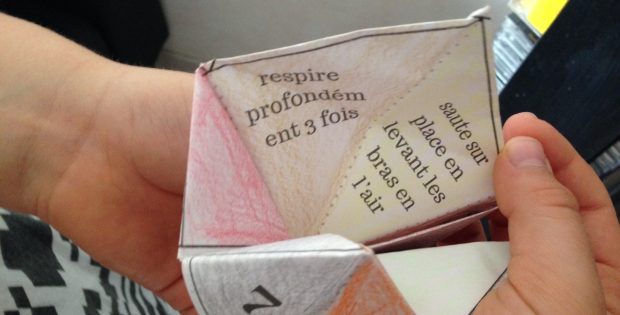 respire
profondém
ent 3 fois
saute sur
place en
levant les
bras en
l'air